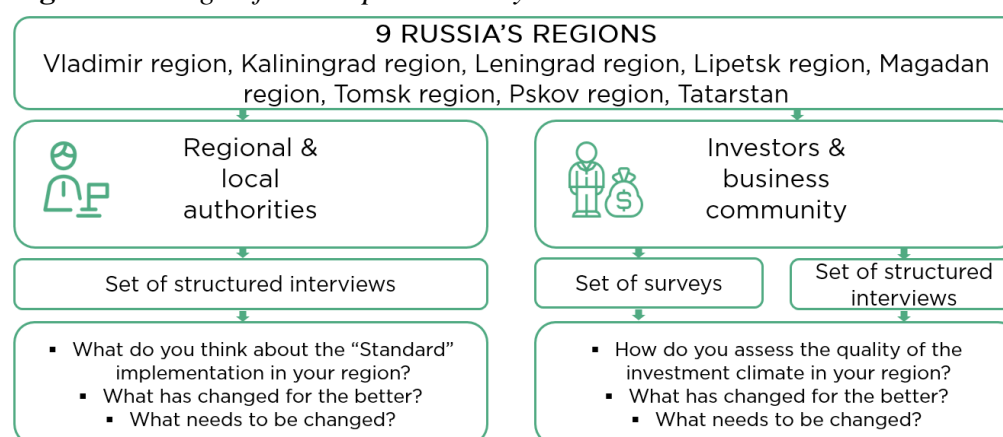 9 RUSSIA'S REGIONS
Vladimir region, Kaliningrad region, Leningrad region, Lipetsk region, Magadan
region, Tomsk region, Pskov region, Tatarstan
Regional &
local
authorities
Investors &
business
community
Set of structured interviews
Set of surveys
Set of structured
interviews
▪ What do you think about the “Standard”
implementation in your region?
▪ What has changed for the better?
▪ What needs to be changed?
▪ How do you assess the quality of the
investment climate in your region?
▪ What has changed for the better?
▪ What needs to be changed?